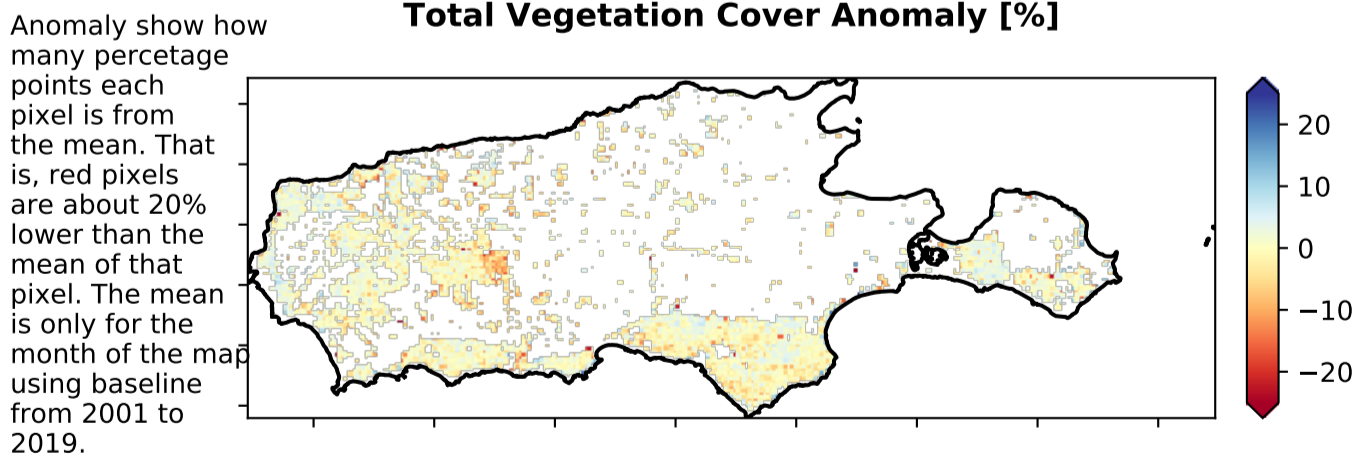 Total Vegetation Cover Anomaly [%]
Anomaly show how
many percetage
points each
pixel is from
the mean. That
is, red pixels
are about 20%
lower than the
mean of that
pixel. The mean
is only for the
month of the map
using baseline
from 2001 to
2019.
20
10
0
−10
−20